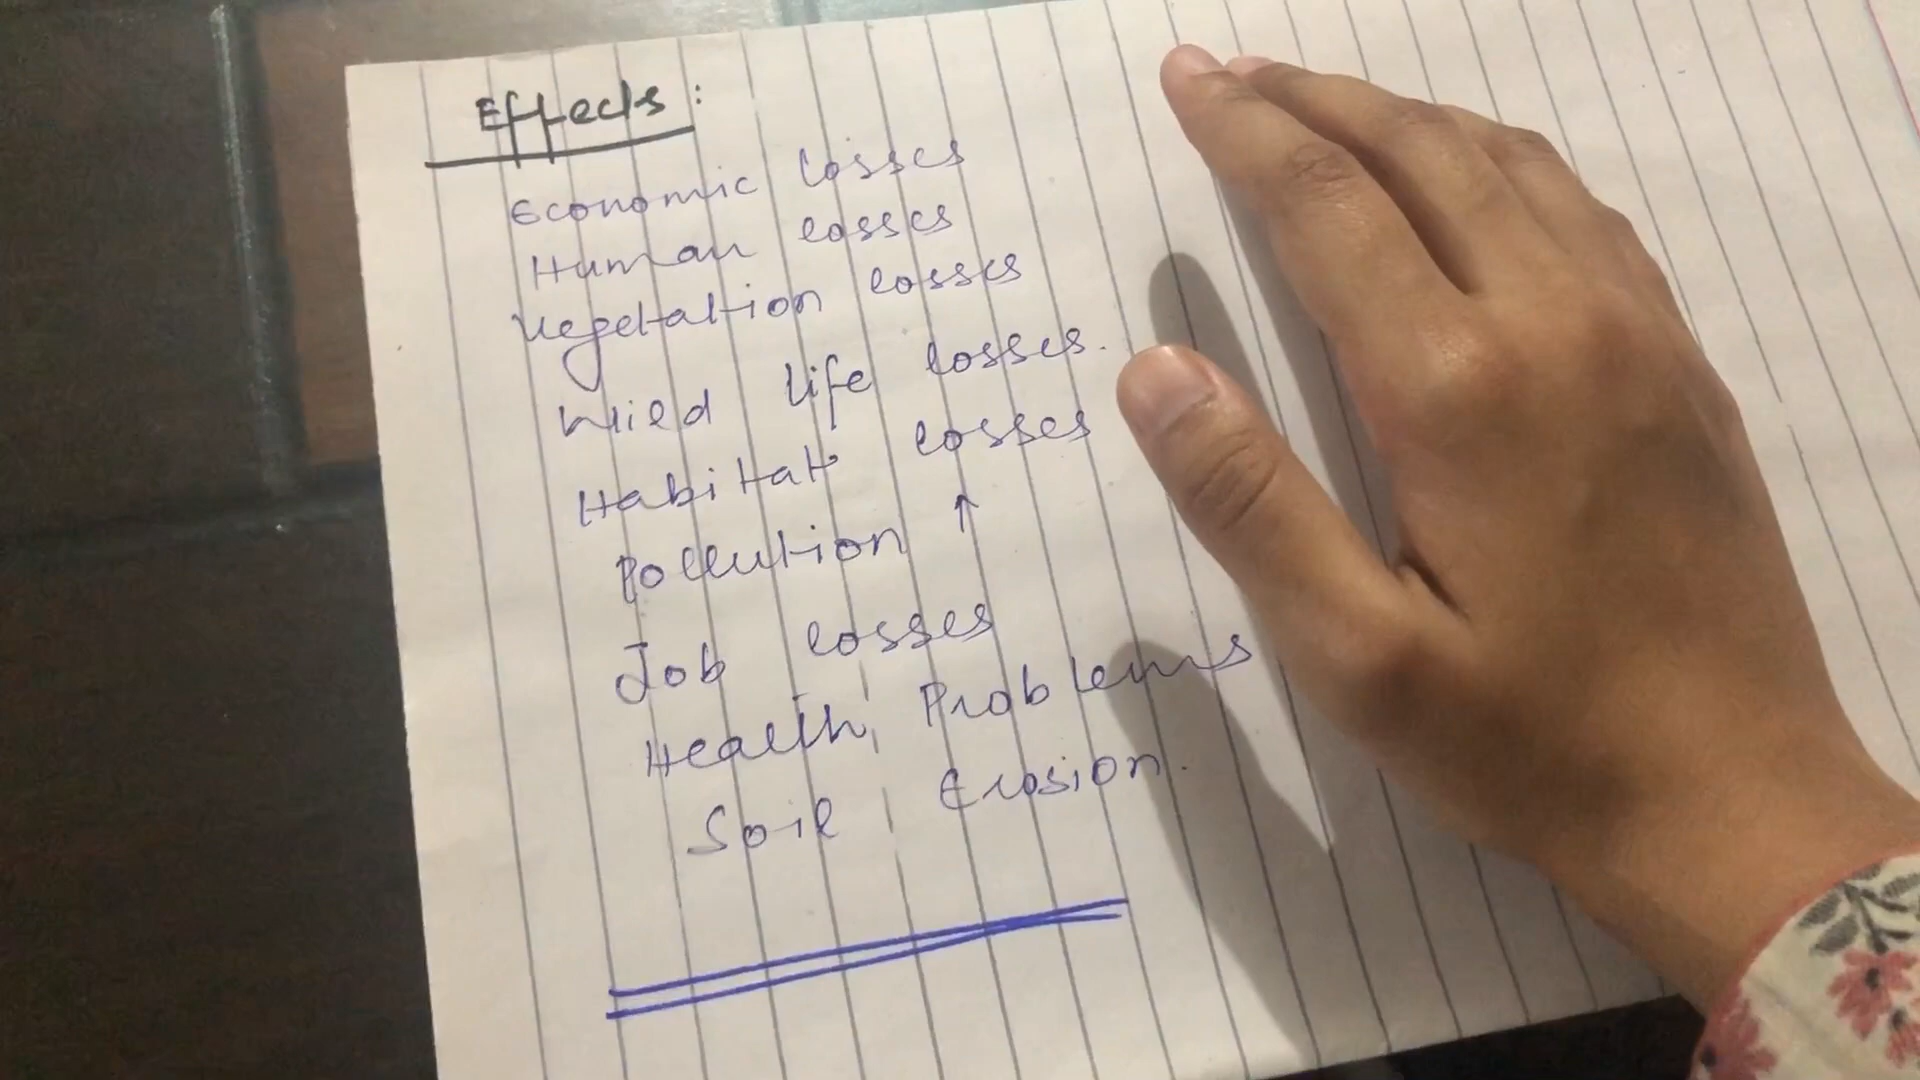 Effects:
Economic losses
Human losses
Vegetation losses
Wild life losses.
Habitat losses
Pollution ↑
Job losses
Health Problems
Soil Erosion.